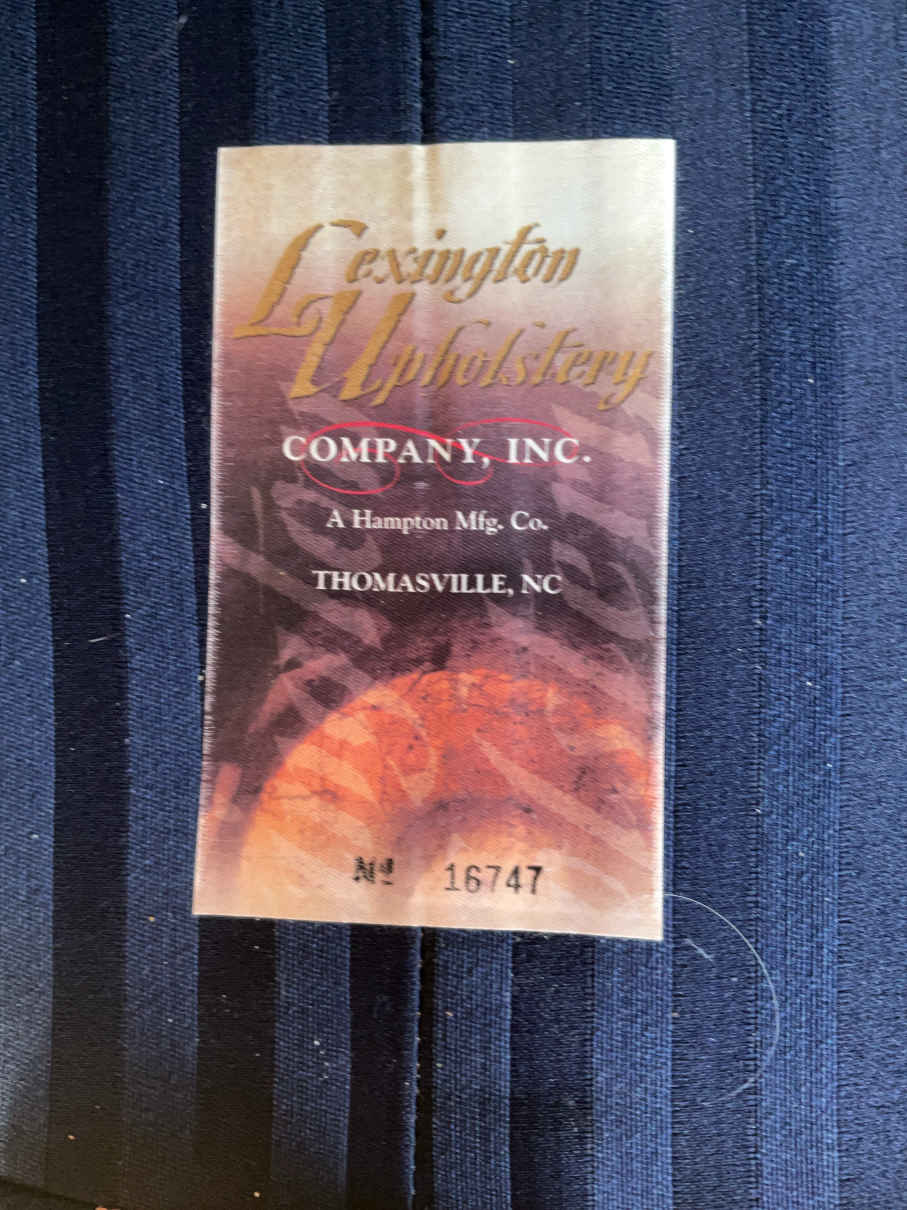 Lexington
Upholstery
COMPANY, INC.
A Hampton Mfg. Co.
THOMASVILLE, NC
Nº 16747